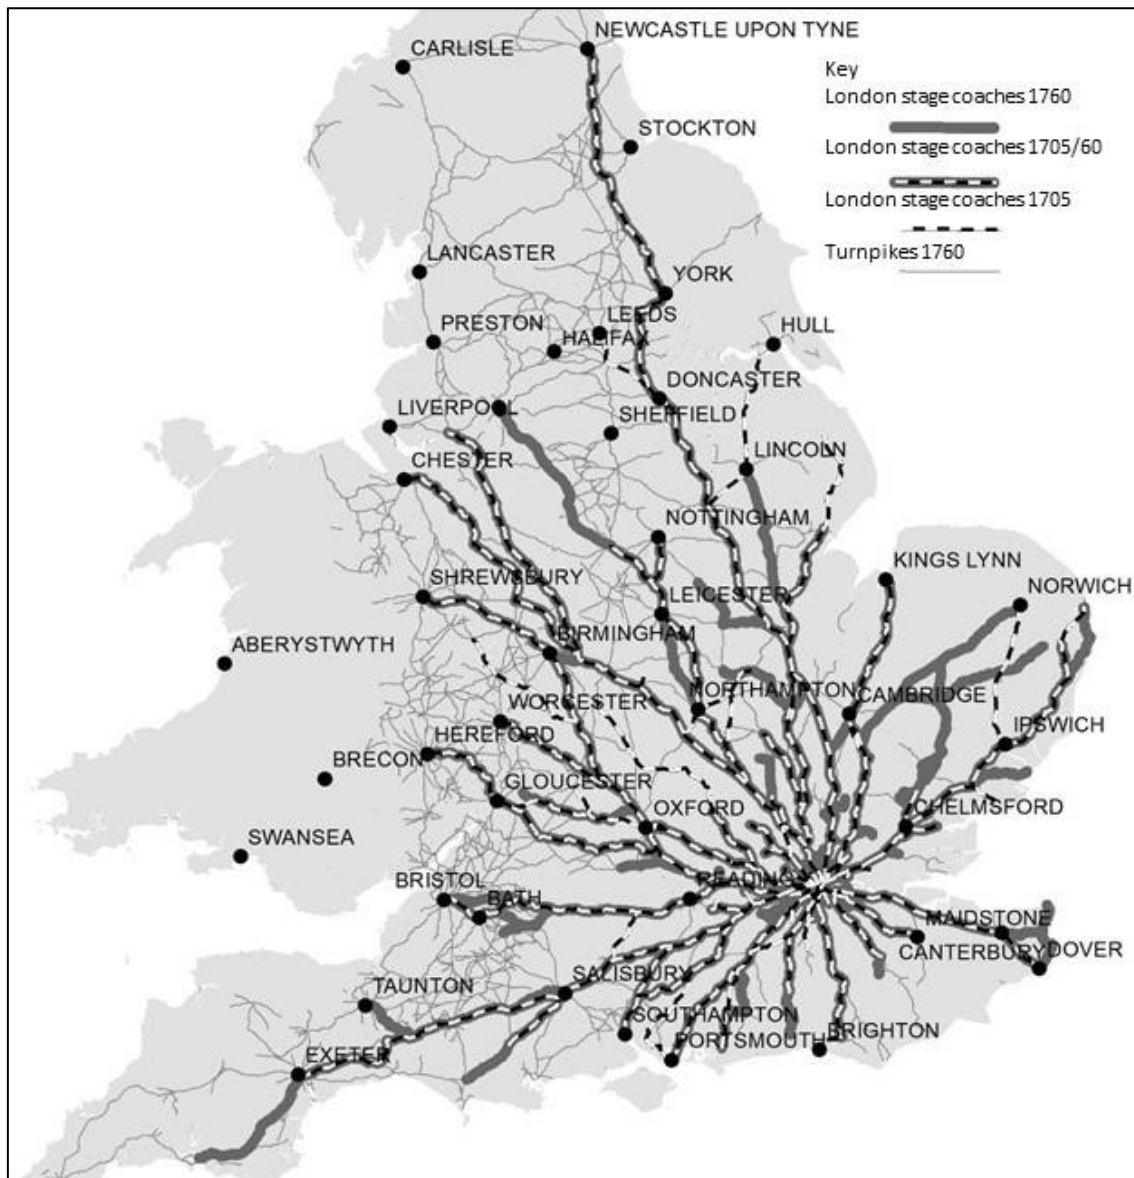 NEWCASTLE UPON TYNE
CARLISLE
Key
London stage coaches 1760
STOCKTON
London stage coaches 1705/60
London stage coaches 1705
LANCASTER
Turnpikes 1760
YORK
LEEDS
PRESTON
HULL
HALIFAX
DONCASTER
LIVERPOOL
SHEFFIELD
CHESTER
LINCOLN
NOTTINGHAM
KINGS LYNN
SHREWSBURY
NORWICH
LEICESTER
ABERYSTWYTH
BIRMINGHAM
NORTHAMPTON
CAMBRIDGE
WORCESTER
IPSWICH
HEREFORD
BRECON
GLOUCESTER
OXFORD
CHELMSFORD
SWANSEA
BRISTOL
READING
BATH
MAIDSTONE
CANTERBURY
DOVER
SALISBURY
TAUNTON
SOUTHAMPTON
BRIGHTON
PORTSMOUTH
EXETER